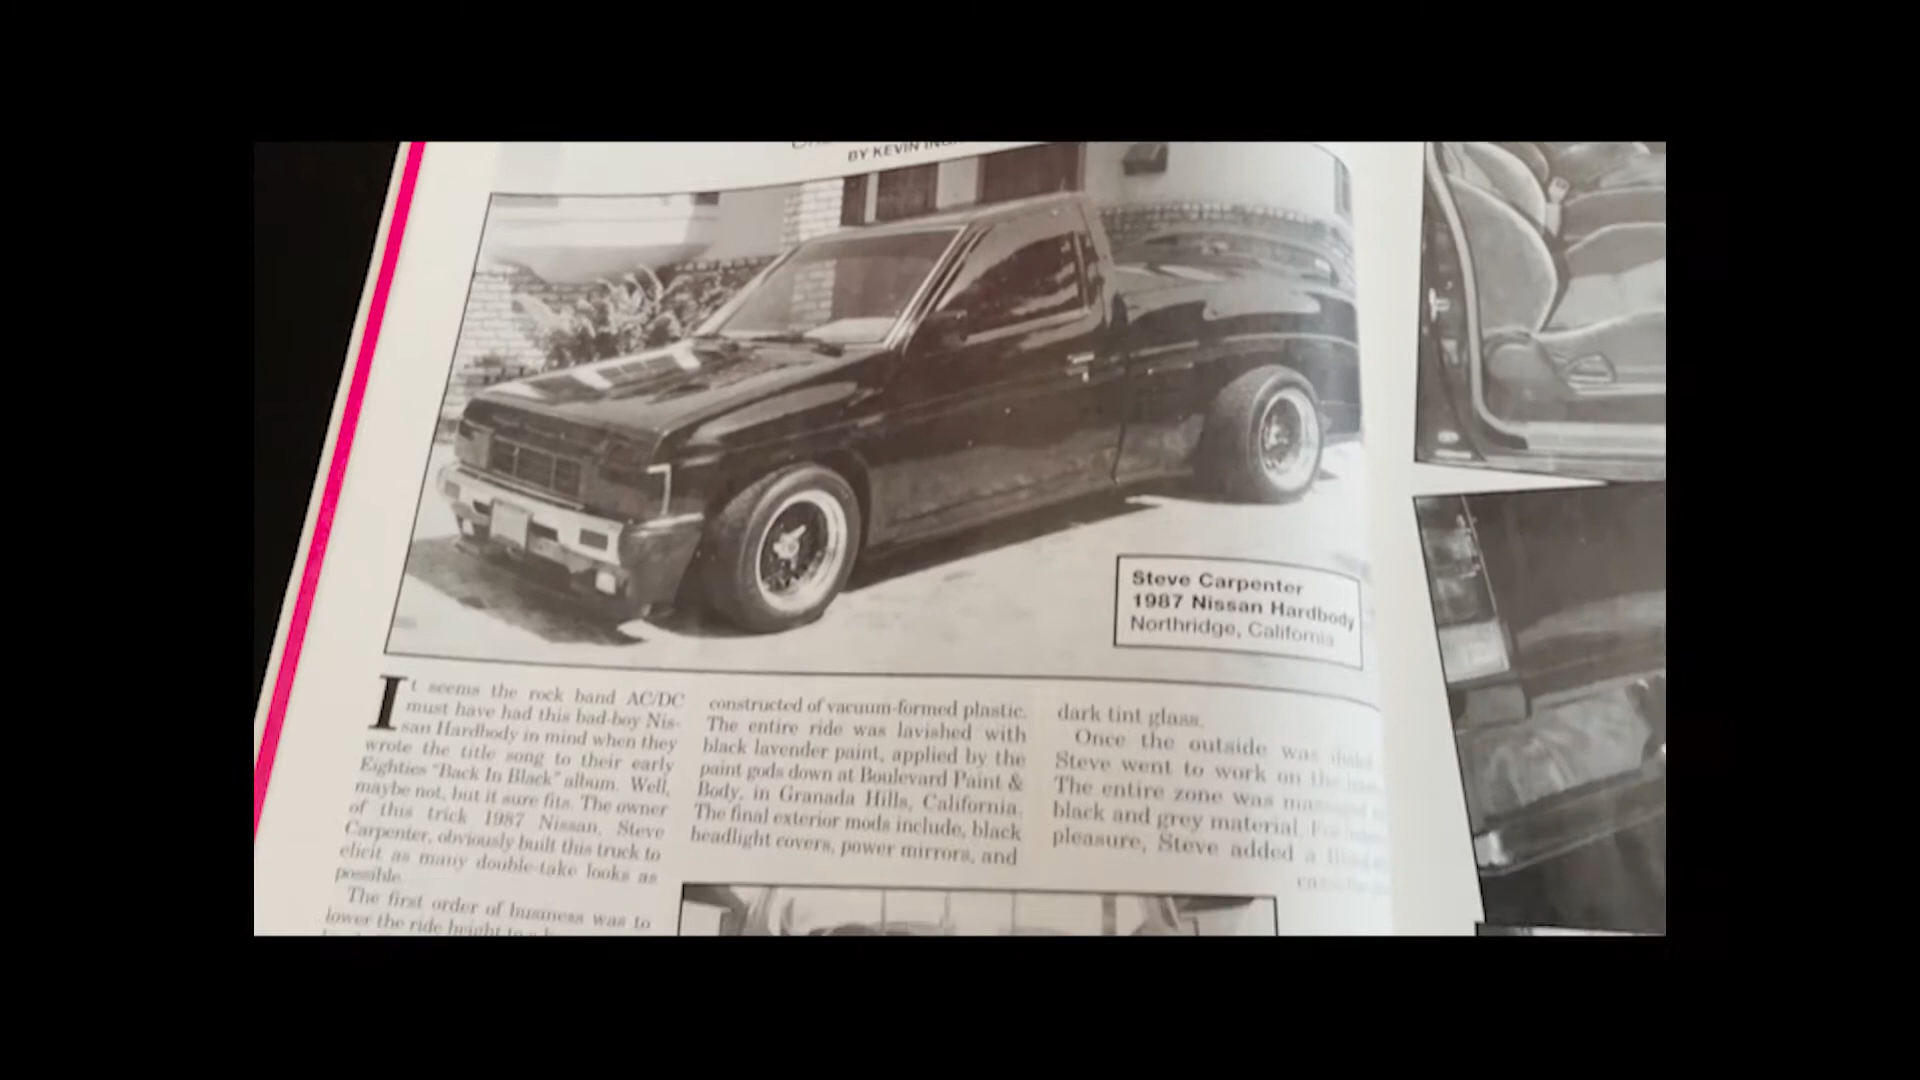 BY KEVIN
Steve Carpenter
1987 Nissan Hardbody
Northridge, California
It seems the rock band AC/DC
must have had this bad-boy Nis-
san Hardbody in mind when they
wrote the title song to their early
Eighties "Back In Black" album. Well,
maybe not, but it sure fits. The owner
of this trick 1987 Nissan, Steve
Carpenter, obviously built this truck to
elicit as many double-take looks as
possible.
The first order of business was to
lower the ride height to a
constructed of vacuum-formed plastic.
The entire ride was lavished with
black lavender paint, applied by the
paint gods down at Boulevard Paint &
Body, in Granada Hills, California.
The final exterior mods include, black
headlight covers, power mirrors, and
dark tint glass.
Once the outside was
Steve went to work on the
The entire zone was
black and grey material.
pleasure, Steve added a